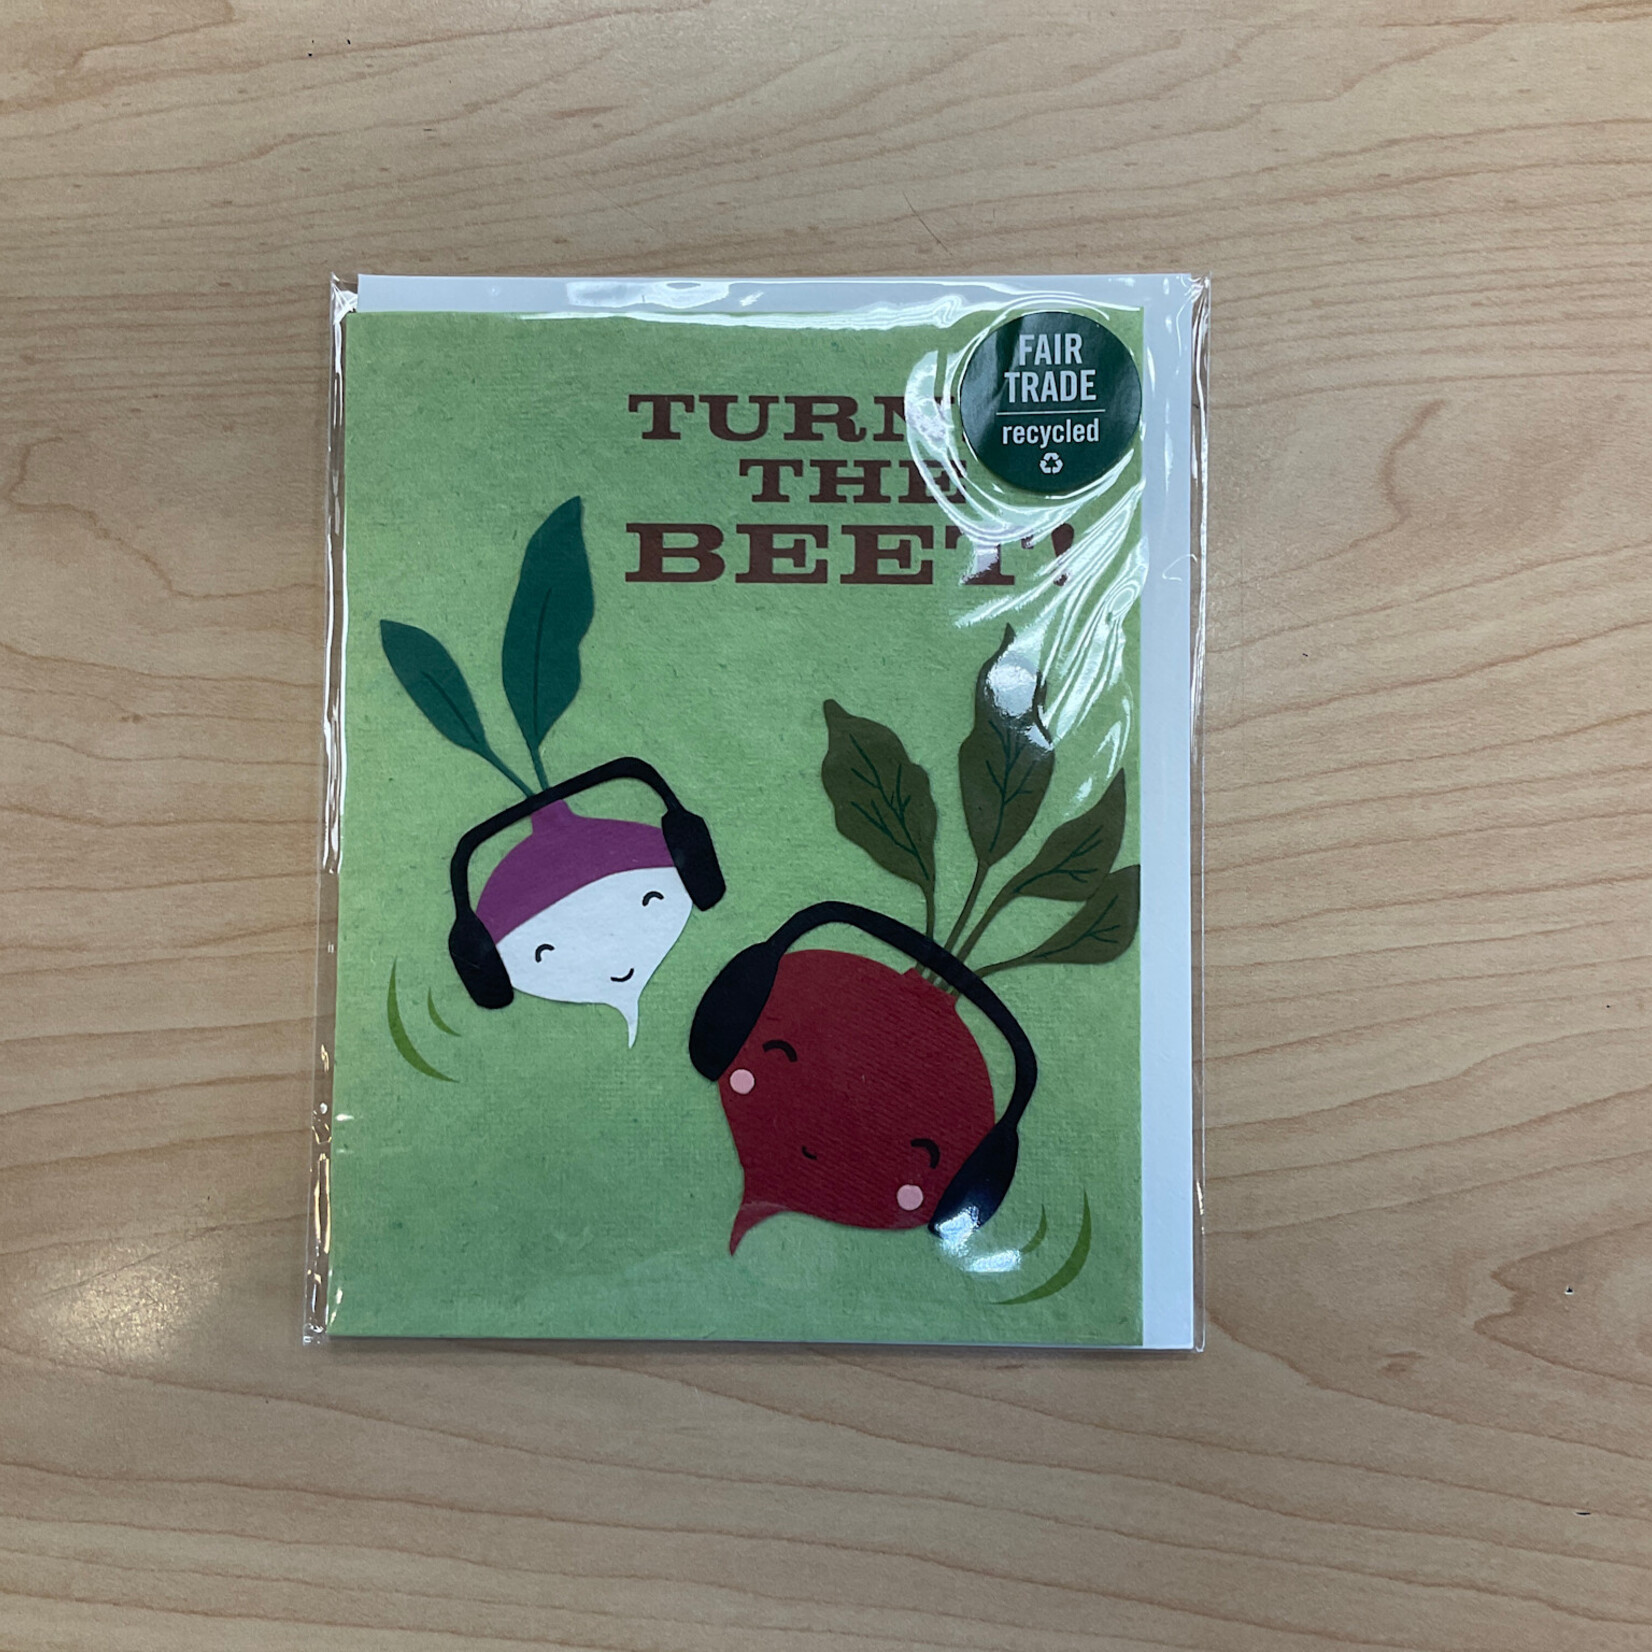 TURN
THE
BEET!
FAIR
TRADE
recycled